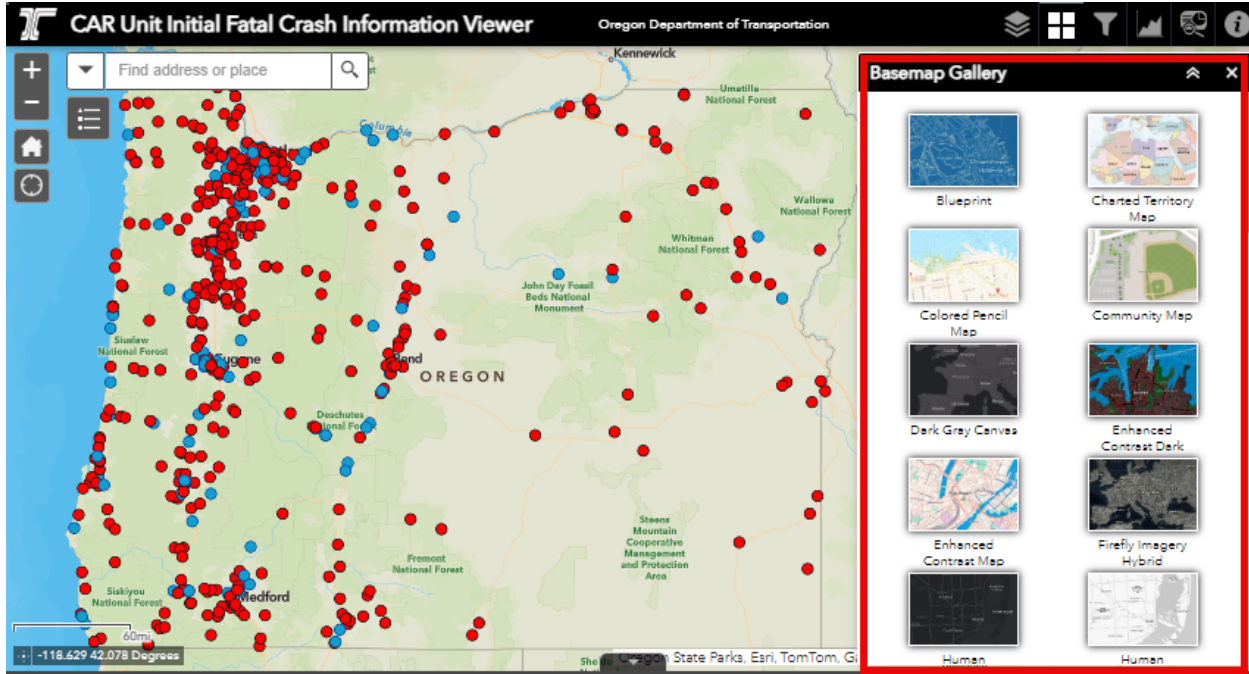 CAR Unit Initial Fatal Crash Information Viewer
Oregon Department of Transportation
Find address or place
Kennewick
Umatilla
National Forest
Columbia
Wallowa
National Forest
Whitman
National Forest
John Day Fossil
Beds National
Monument
Siuslaw
National Forest
Eugene
Bend
OREGON
Deschutes
National Forest
Steens
Mountain
Cooperative
Management
and Protection
Area
Fremont
National Forest
Siskiyou
National Forest
Medford
60mi
-118.629 42.078 Degrees
Oregon State Parks, Esri, TomTom,
Basemap Gallery
Blueprint
Charted Territory
Map
Colored Pencil
Map
Community Map
Dark Gray Canvas
Enhanced
Contrast Dark
Enhanced
Contrast Map
Firefly Imagery
Hybrid
Human
Human